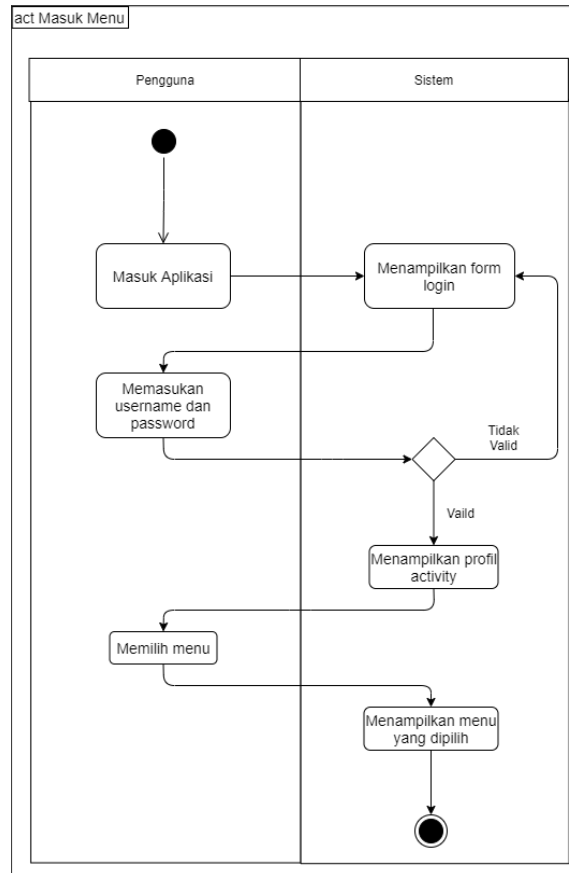 act Masuk Menu
Pengguna
Sistem
Masuk Aplikasi
Menampilkan form
login
Memasukan
username dan
password
Tidak
Valid
Vaild
Menampilkan profil
activity
Memilih menu
Menampilkan menu
yang dipilih